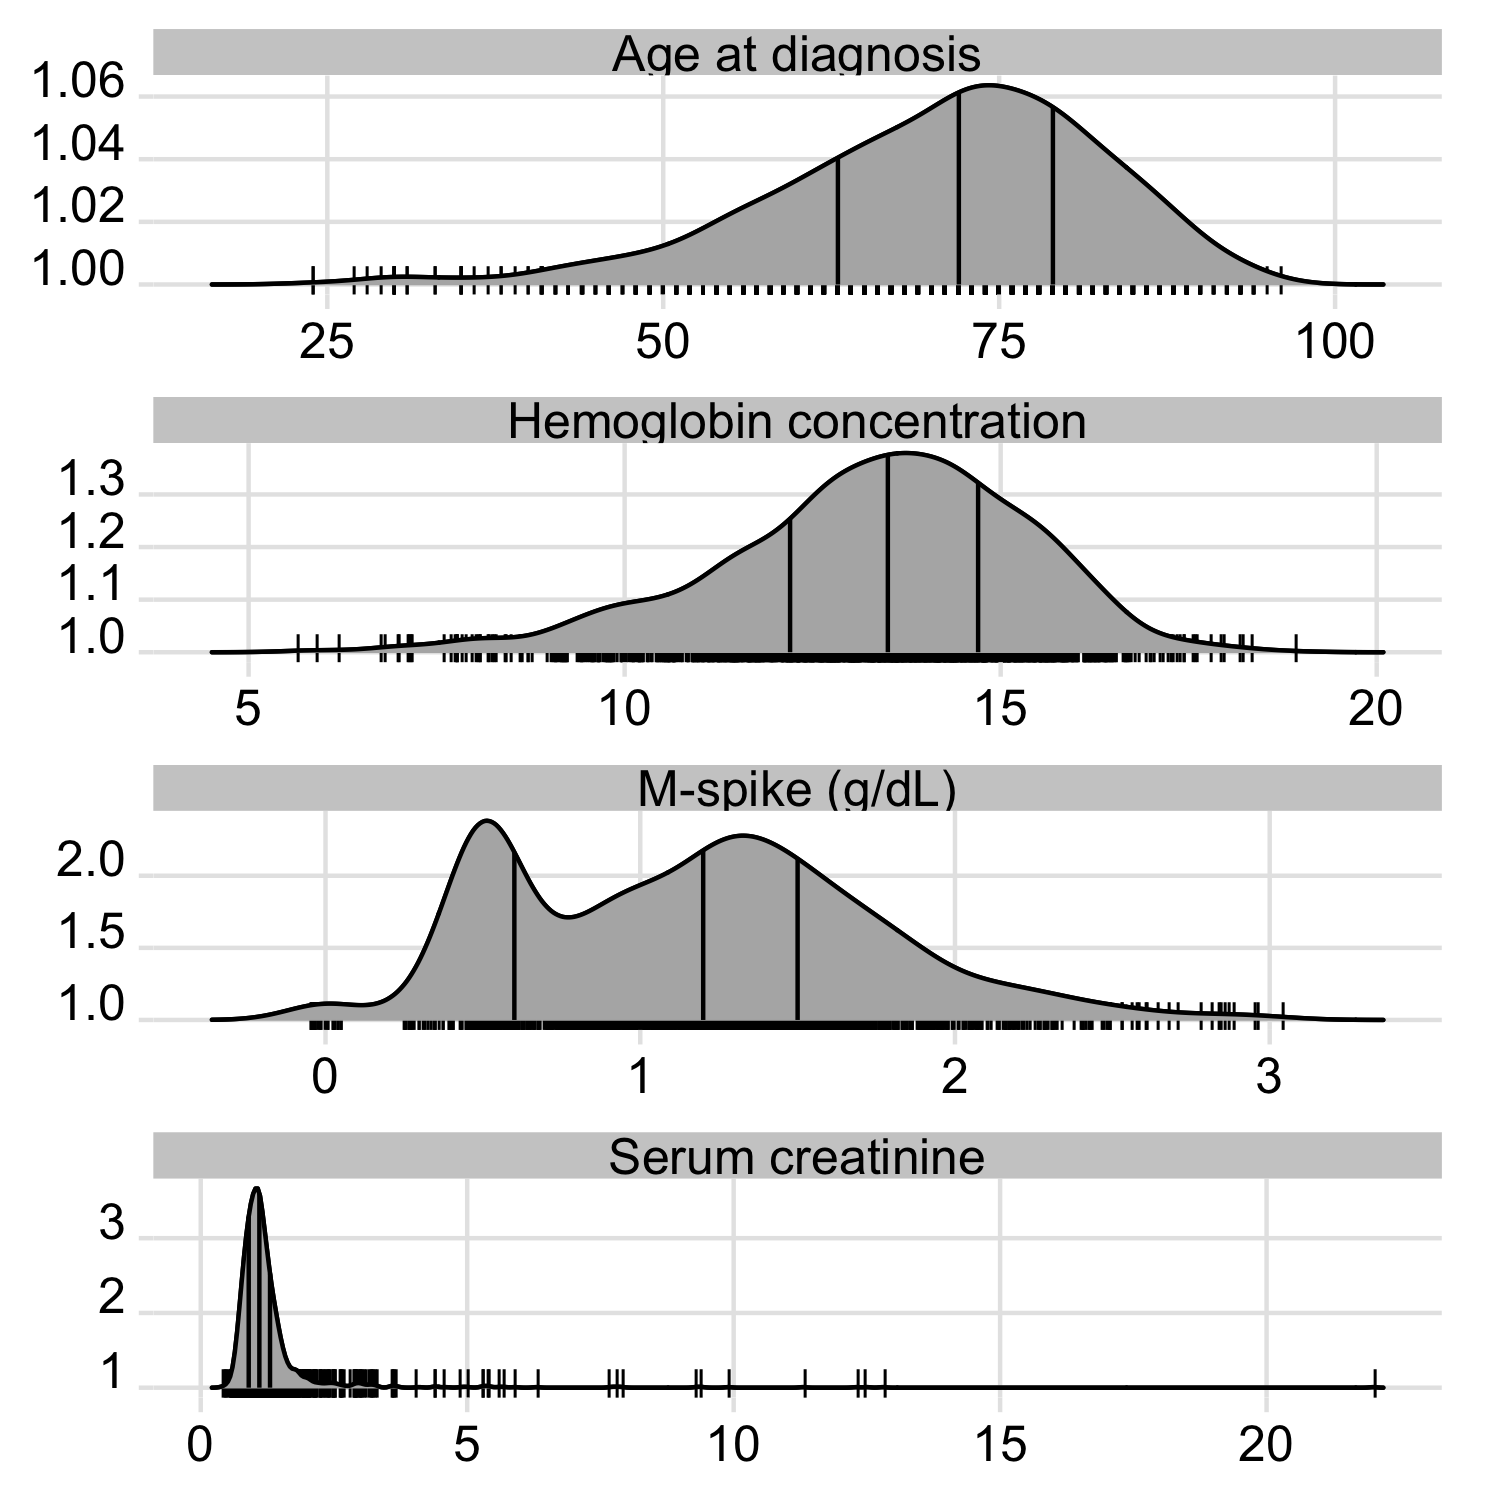 Age at diagnosis
1.06
1.04
1.02
1.00
25 50 75 100
Hemoglobin concentration
1.3
1.2
1.1
1.0
5 10 15 20
M-spike (g/dL)
2.0
1.5
1.0
0 1 2 3
Serum creatinine
3
2
1
0 5 10 15 20